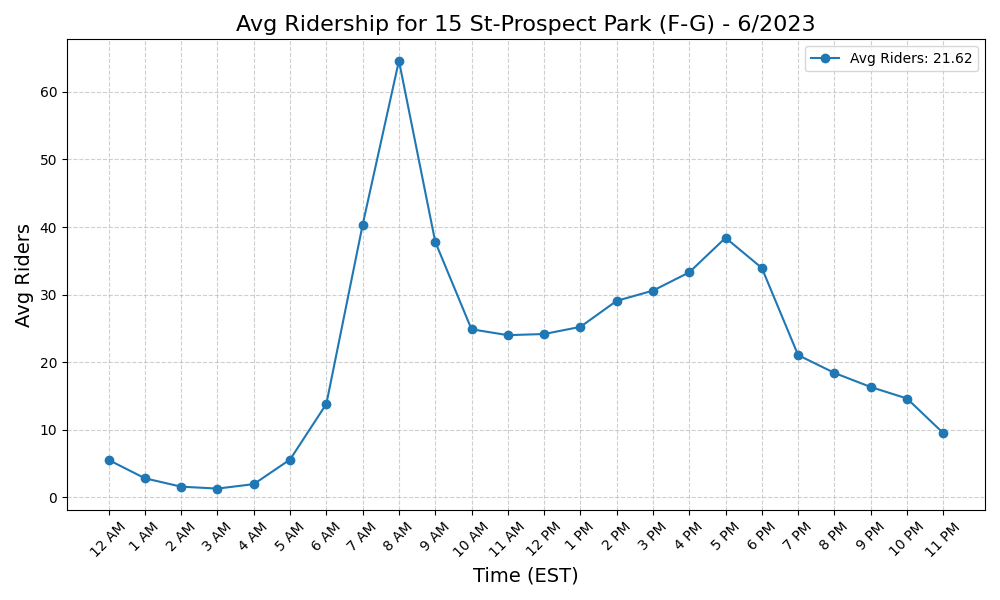 Avg Ridership for 15 St-Prospect Park (F-G) - 6/2023
Avg Riders: 21.62
Avg Riders
60
50
40
30
20
10
0
12 AM
1 AM
2 AM
3 AM
4 AM
5 AM
6 AM
7 AM
8 AM
9 AM
10 AM
11 AM
12 PM
1 PM
2 PM
3 PM
4 PM
5 PM
6 PM
7 PM
8 PM
9 PM
10 PM
11 PM
Time (EST)